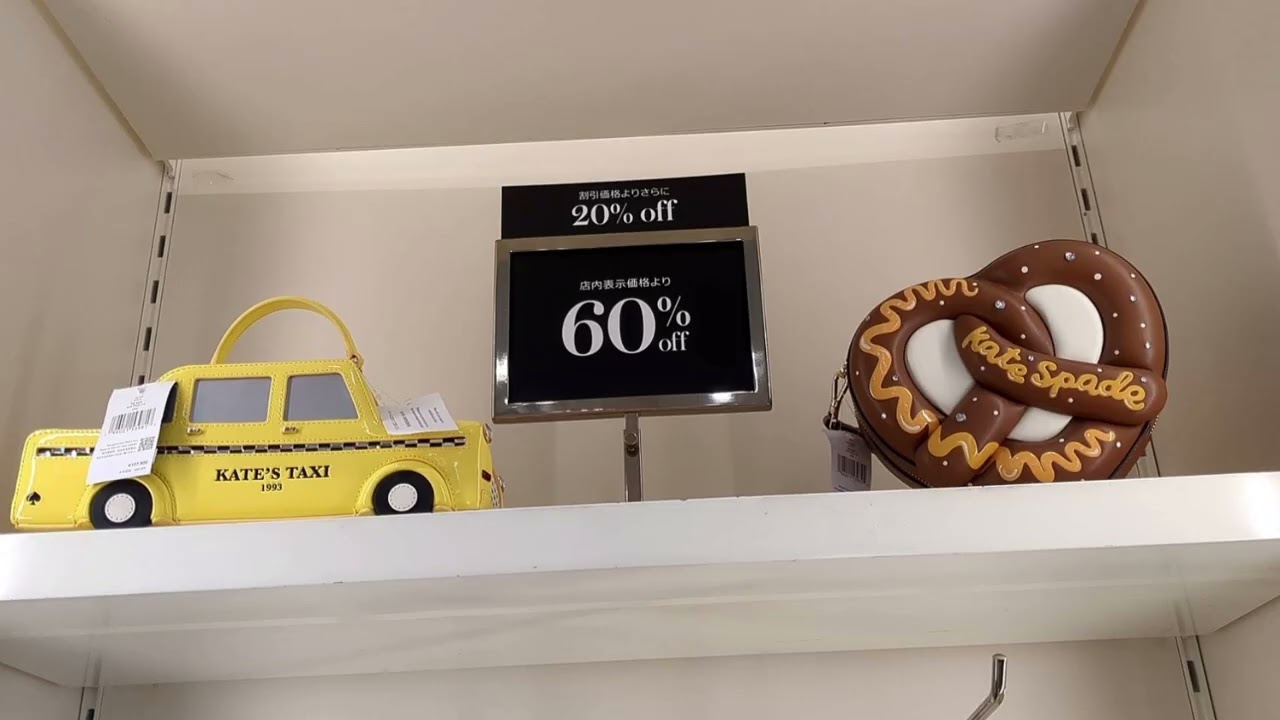 割引価格よりさらに
20% off
店内表示価格より
60% off
KATE'S TAXI
1993
Kate Spade